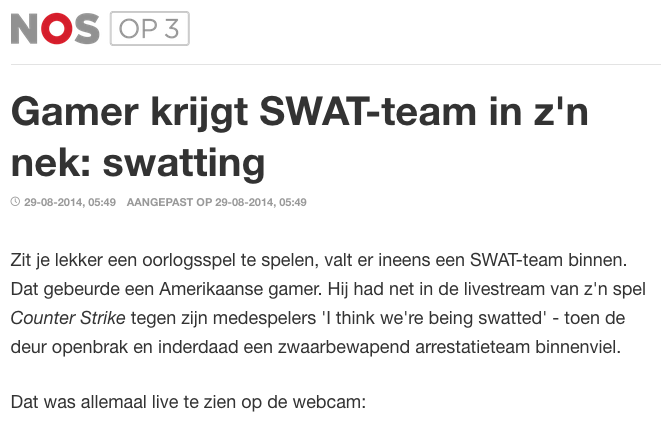 NOS OP 3
Gamer krijgt SWAT-team in z'n
nek: swatting
29-08-2014, 05:49 AANGEPAST OP 29-08-2014, 05:49
Zit je lekker een oorlogsspel te spelen, valt er ineens een SWAT-team binnen.
Dat gebeurde een Amerikaanse gamer. Hij had net in de livestream van z'n spel
Counter Strike tegen zijn medespelers 'I think we're being swatted' - toen de
deur openbrak en inderdaad een zwaarbewapend arrestatieteam binnenviel.
Dat was allemaal live te zien op de webcam: